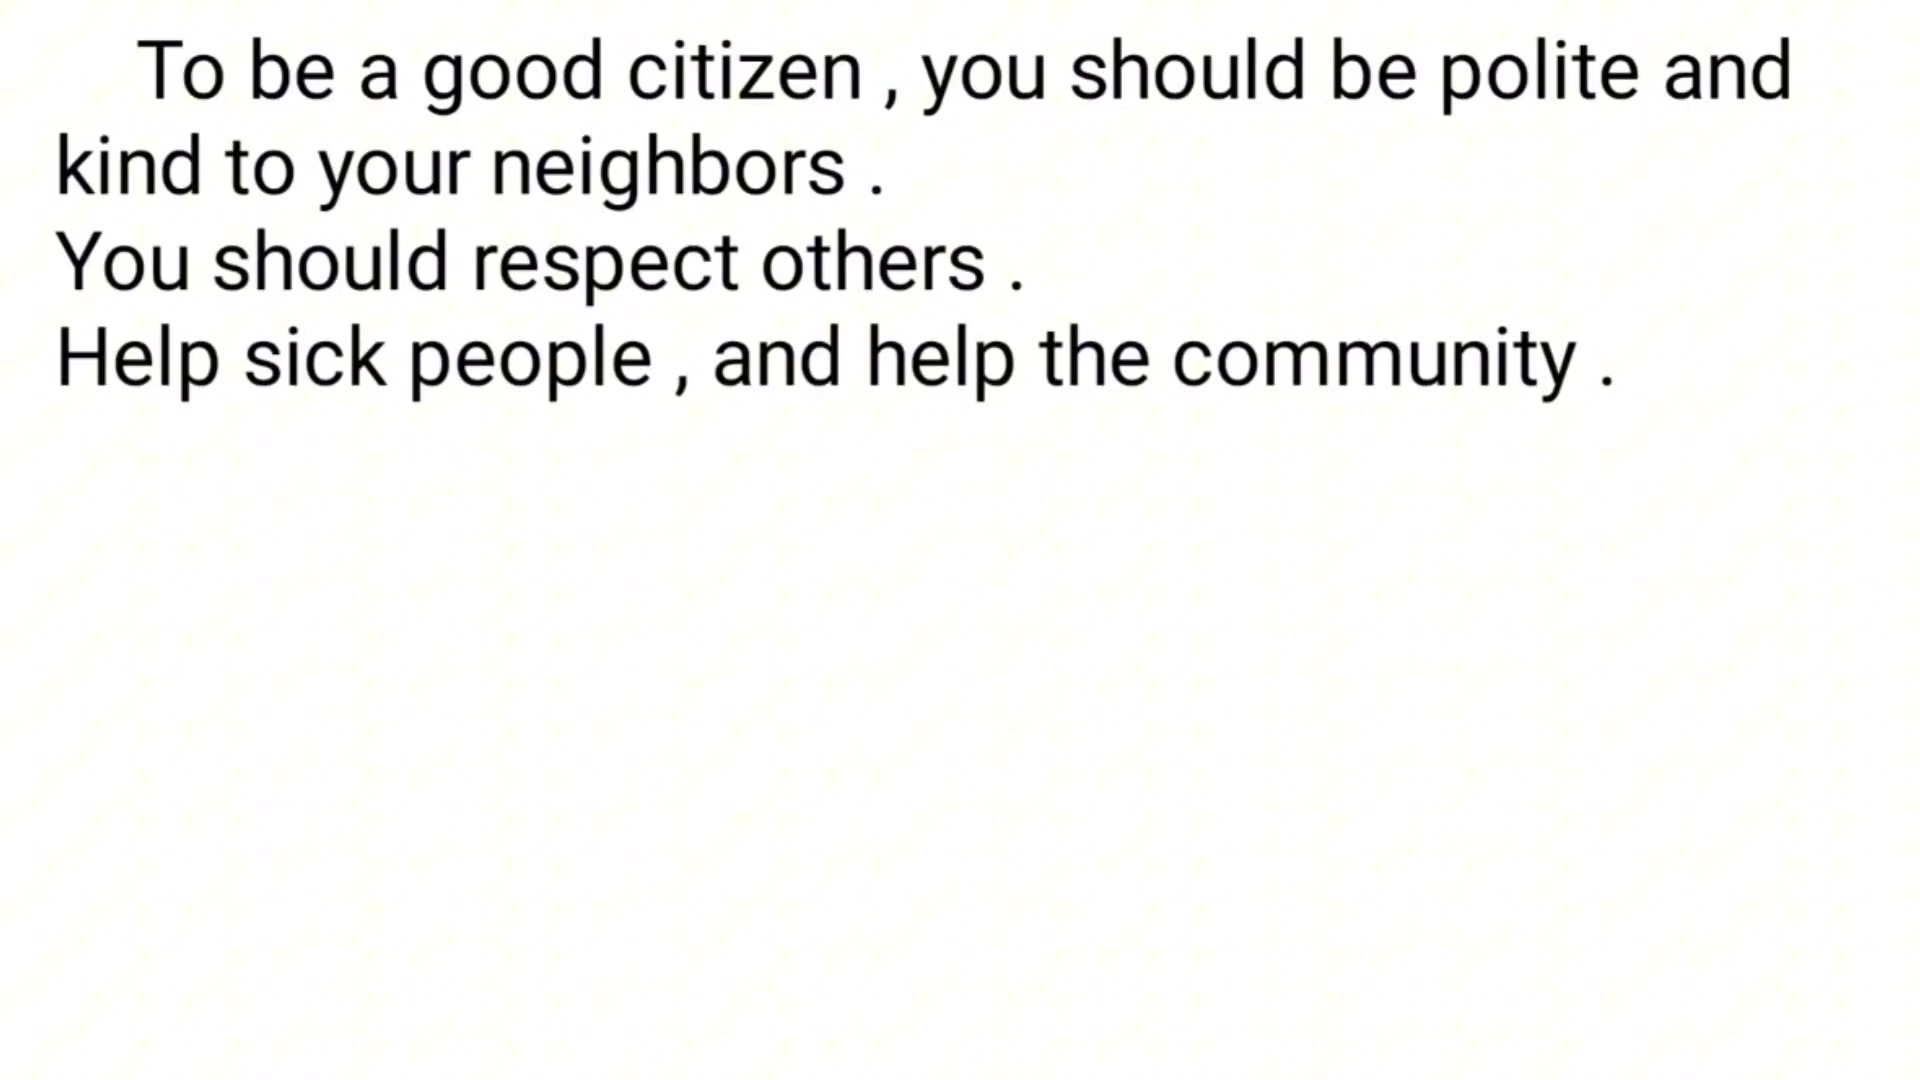 To be a good citizen , you should be polite and
kind to your neighbors .
You should respect others .
Help sick people , and help the community .